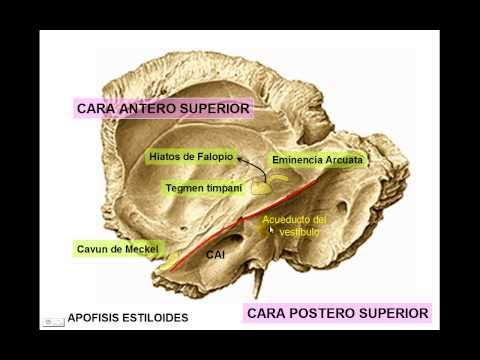 CARA ANTERO SUPERIOR
Hiatos de Falopio
Eminencia Arcuata
Tegmen timpani
Acueducto del
vestíbulo
Cavun de Meckel
CAI
APOFISIS ESTILOIDES
CARA POSTERO SUPERIOR